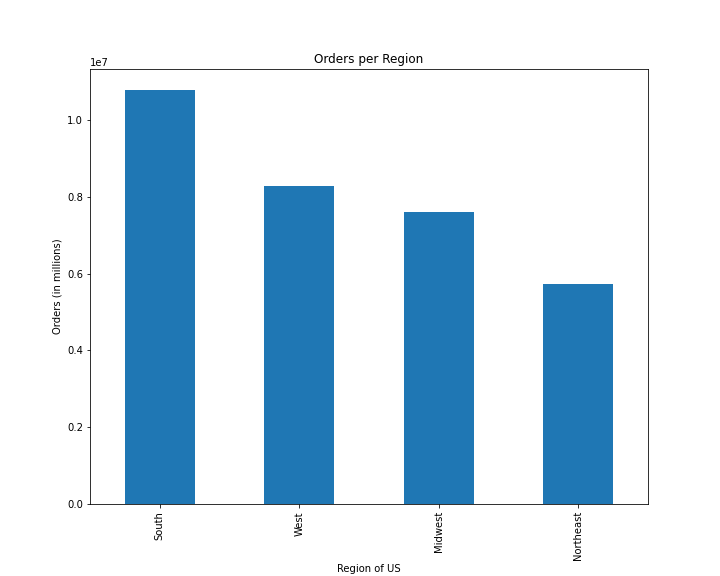 Orders per Region
1e7
1.0
0.8
0.6
0.4
0.2
0.0
Orders (in millions)
South
West
Midwest
Northeast
Region of US